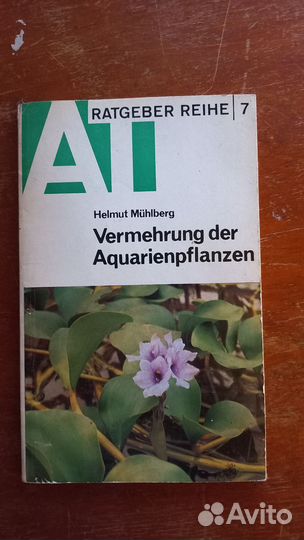 AT
RATGEBER REIHE 7
Helmut Mühlberg
Vermehrung der
Aquarienpflanzen
Avito